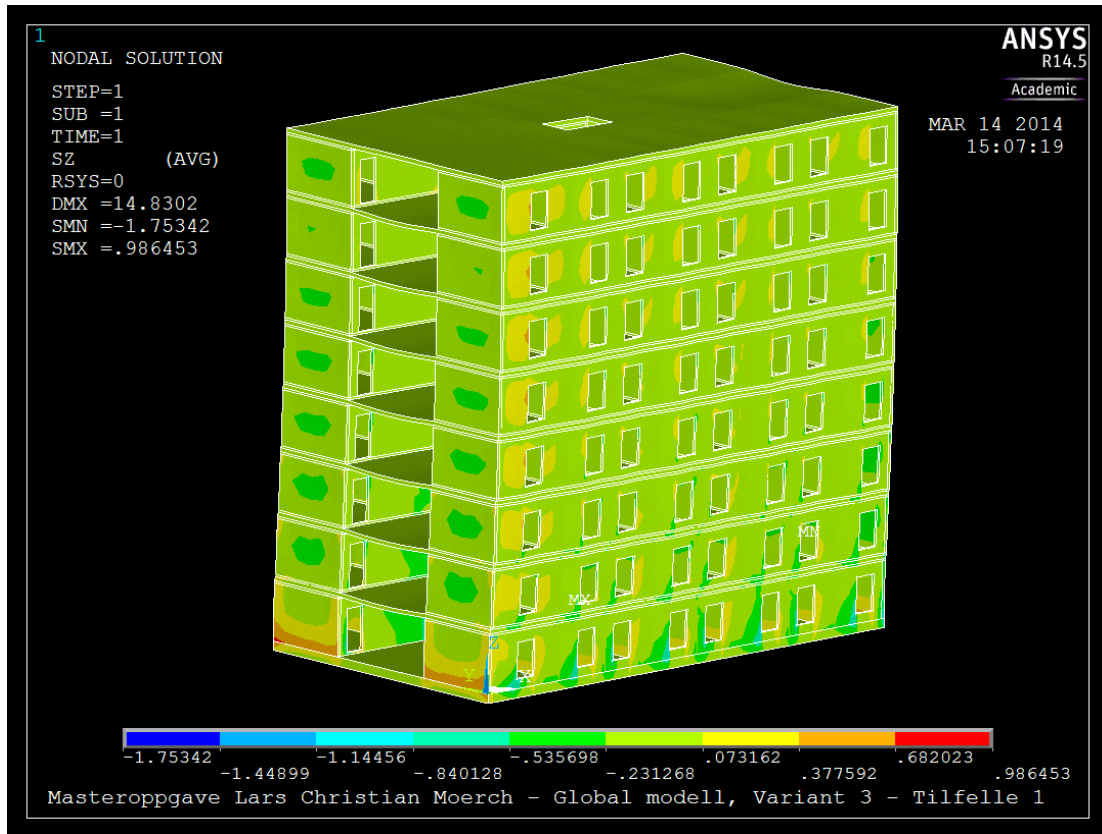 1
NODAL SOLUTION
STEP=1
SUB =1
TIME=1
SZ (AVG)
RSYS=0
DMX =14.8302
SMN =-1.75342
SMX =.986453
ANSYS
R14.5
Academic
MAR 14 2014
15:07:19
MN
MX
Z
Y
X
-1.75342
-1.44899
-1.14456
-.840128
-.535698
-.231268
.073162
.377592
.682023
.986453
Masteroppgave Lars Christian Moerch - Global modell, Variant 3 - Tilfelle 1